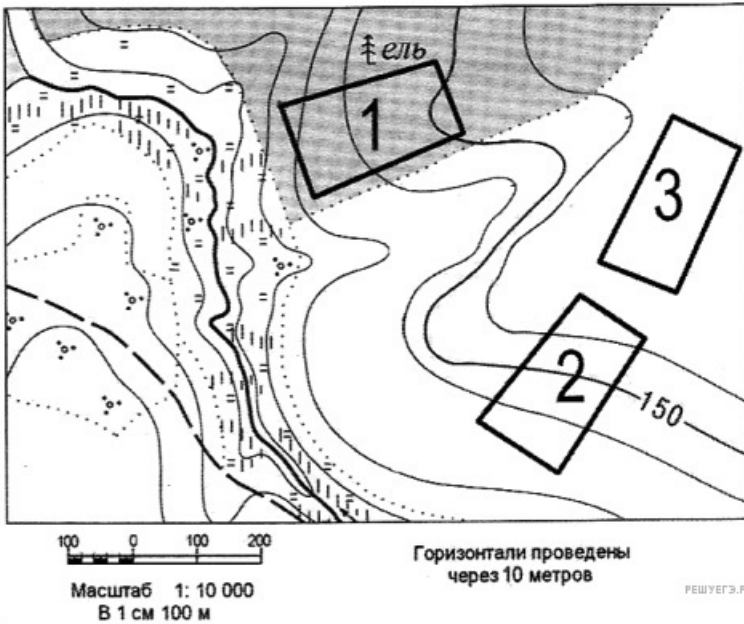 ель
1
3
2
150
100 0 100 200
Масштаб 1: 10 000
В 1 см 100 м
Горизонтали проведены
через 10 метров